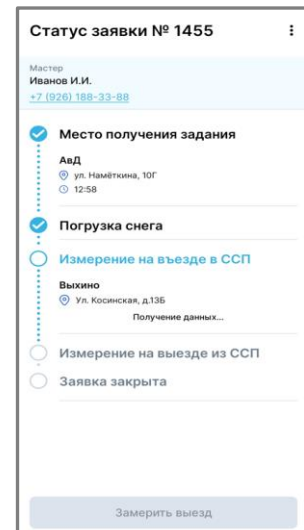 Статус заявки № 1455
Мастер
Иванов И.И.
+7 (926) 188-33-88
Место получения задания
АвД
ул. Намёткина, 10Г
12:58
Погрузка снега
Измерение на въезде в ССП
Выхино
Ул. Косинская, д.13Б
Получение данных...
Измерение на выезде из ССП
Заявка закрыта
Замерить выезд